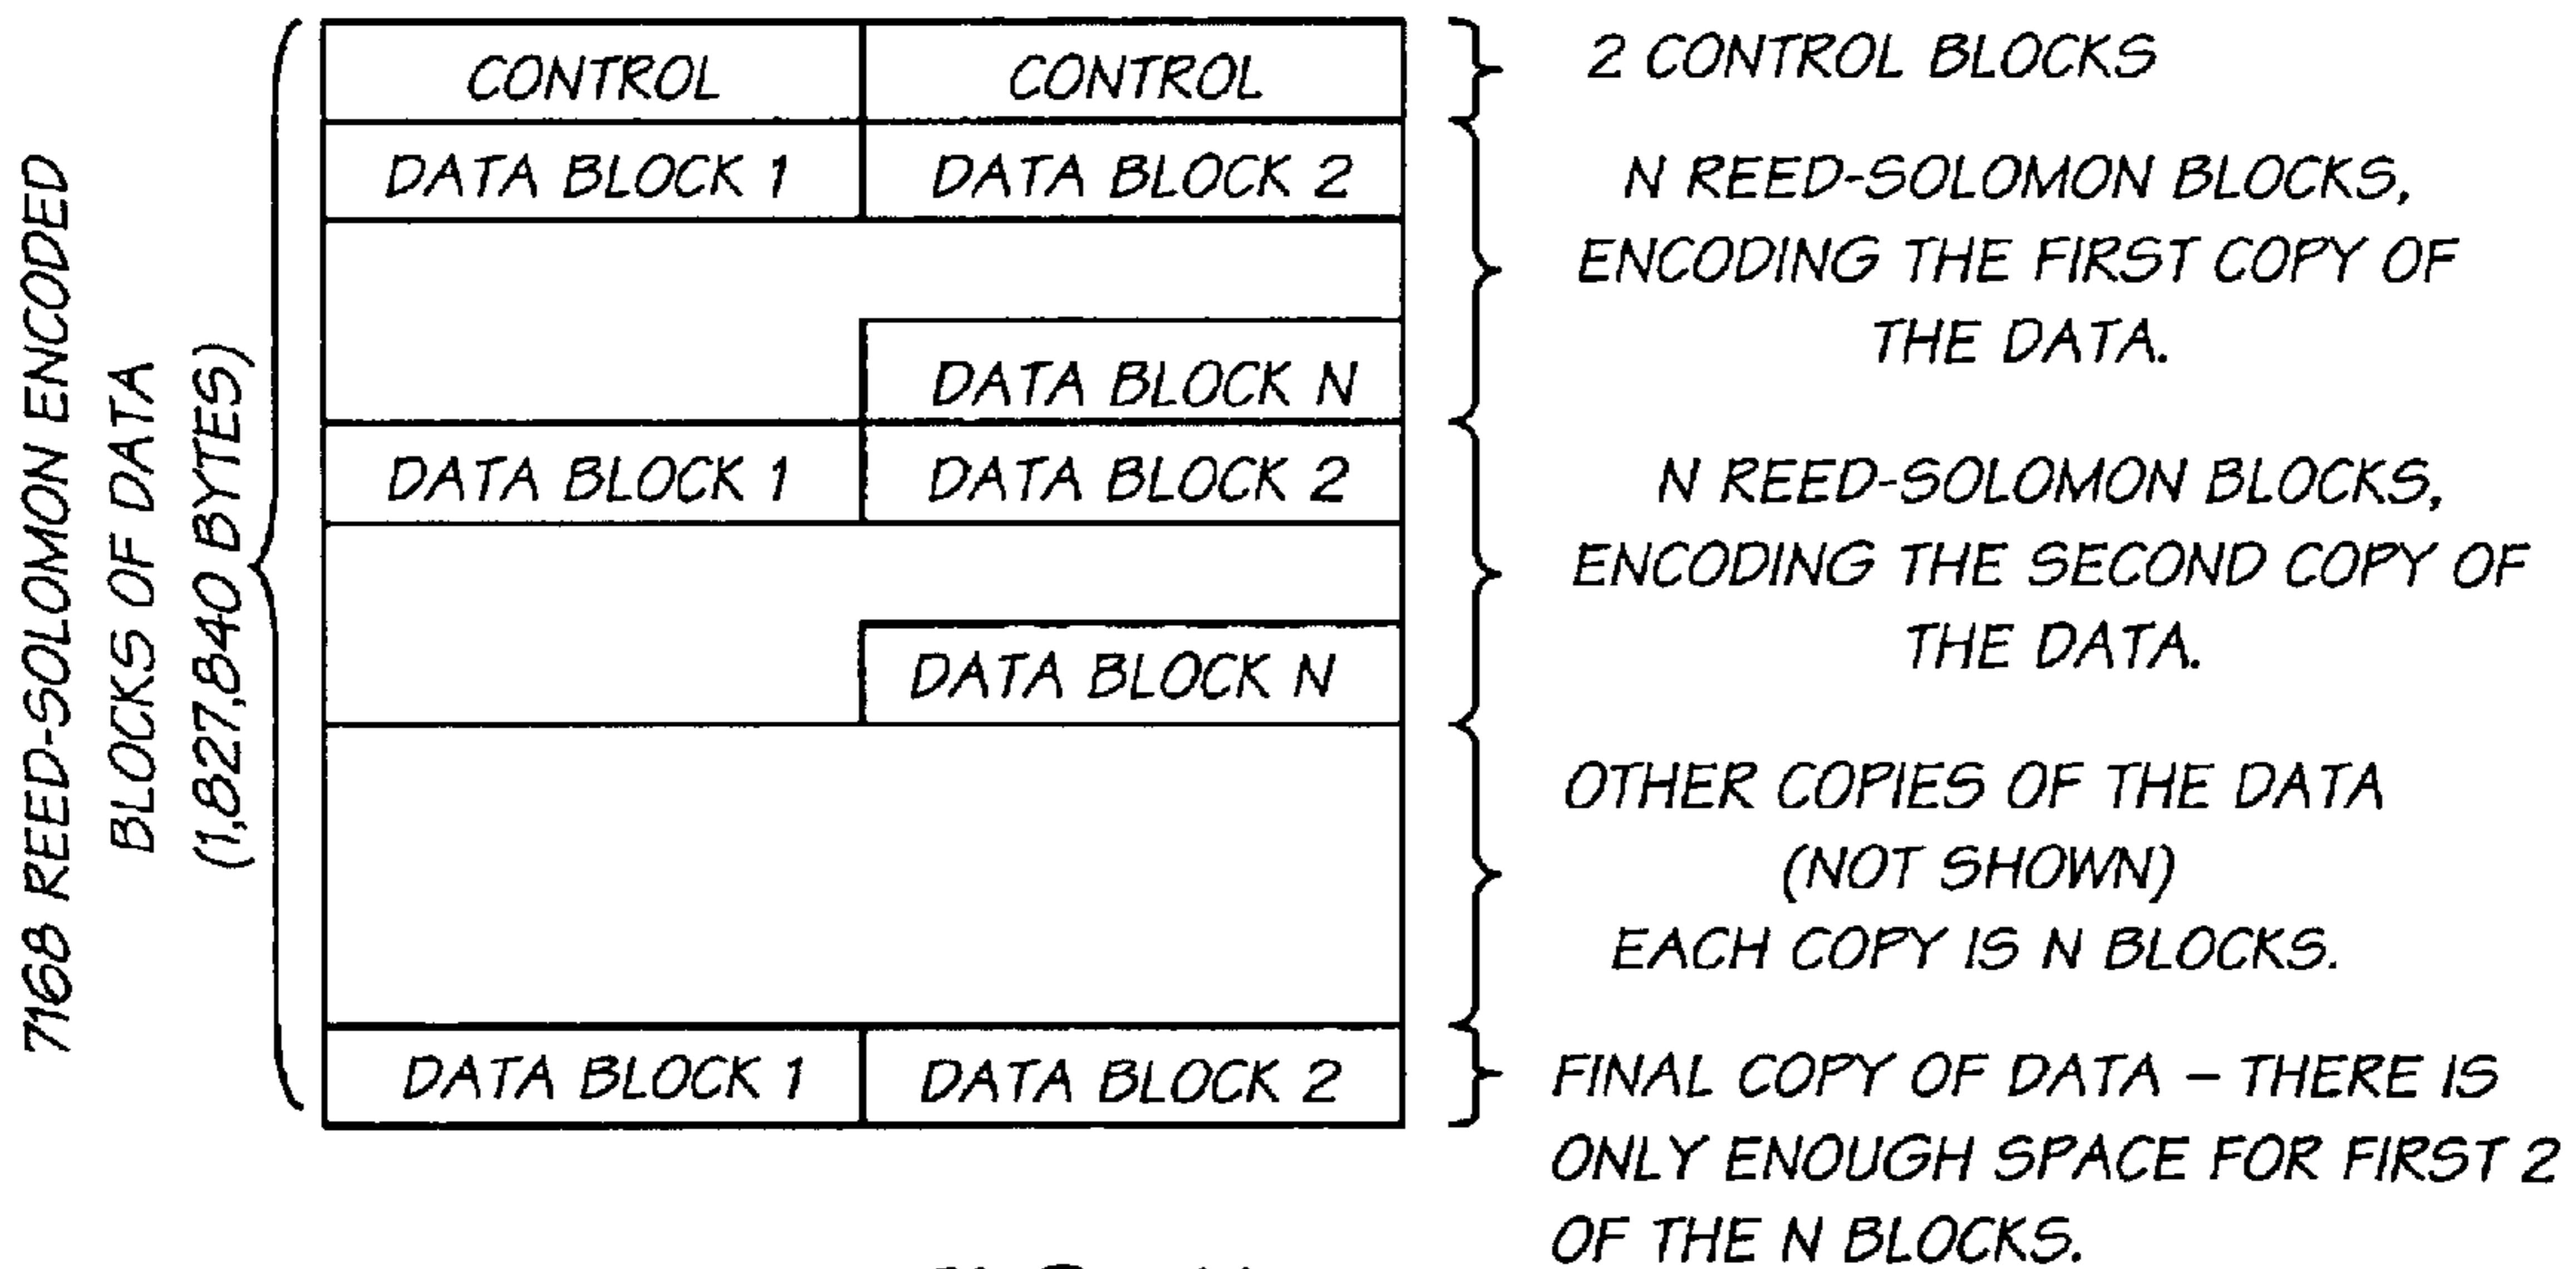 7168 REED-SOLOMON ENCODED
BLOCKS OF DATA
(1,827,840 BYTES)
CONTROL
CONTROL
2 CONTROL BLOCKS
DATA BLOCK 1
DATA BLOCK 2
N REED-SOLOMON BLOCKS,
ENCODING THE FIRST COPY OF
THE DATA.
DATA BLOCK N
DATA BLOCK 1
DATA BLOCK 2
N REED-SOLOMON BLOCKS,
ENCODING THE SECOND COPY OF
THE DATA.
DATA BLOCK N
OTHER COPIES OF THE DATA
(NOT SHOWN)
EACH COPY IS N BLOCKS.
DATA BLOCK 1
DATA BLOCK 2
FINAL COPY OF DATA – THERE IS
ONLY ENOUGH SPACE FOR FIRST 2
OF THE N BLOCKS.